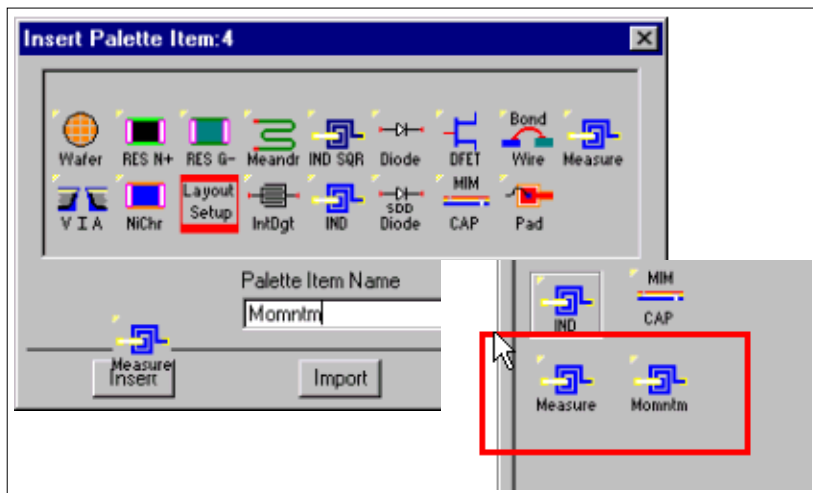 Insert Palette Item:4
Bond
Wafer RES N+ RES G- Meandr IND SQR Diode DFET Wire Measure
Layout
Setup
MIM
V I A NiChr IntDgt IND SDD
Diode CAP Pad
Palette Item Name
Momntm
Measure
Insert
Import
MIM
IND
CAP
Measure Momntm